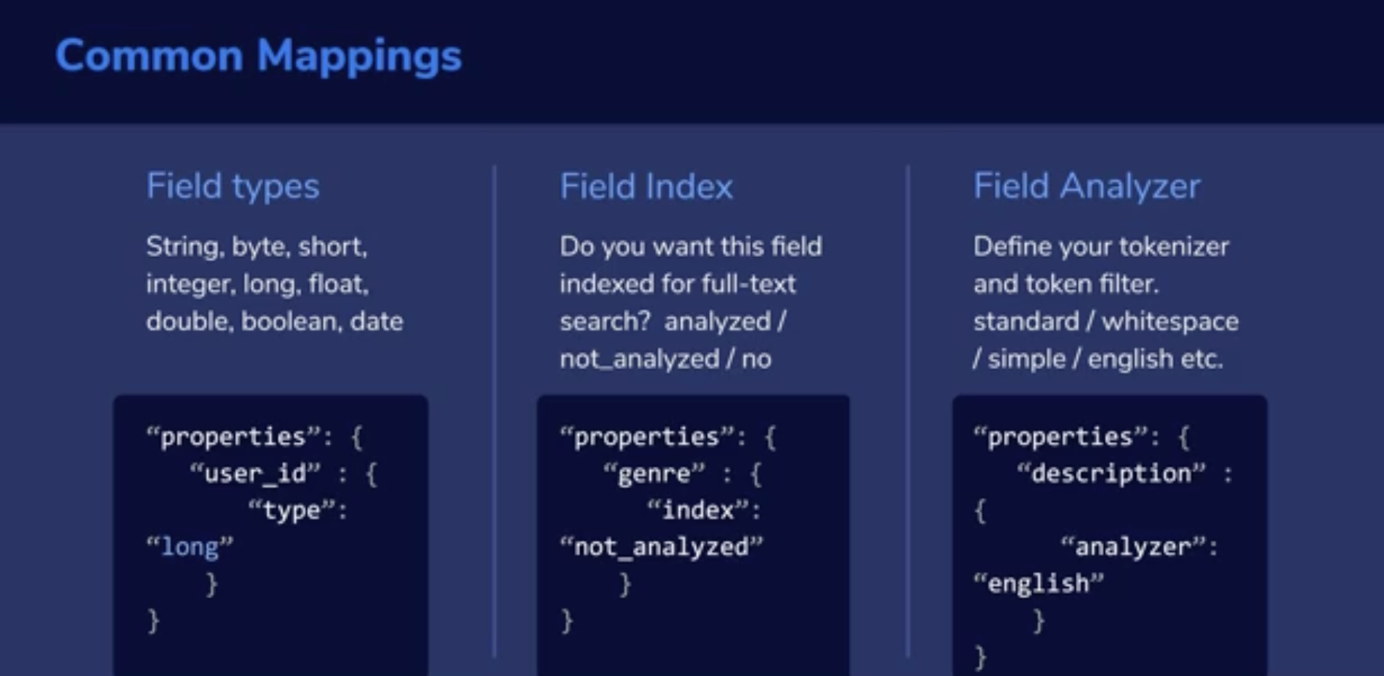 Common Mappings
Field types
String, byte, short,
integer, long, float,
double, boolean, date
“properties”: {
“user_id” : {
“type”:
“long”
}
}
Field Index
Do you want this field
indexed for full-text
search?  analyzed /
not_analyzed / no
“properties”: {
“genre” : {
“index”:
“not_analyzed”
}
}
Field Analyzer
Define your tokenizer
and token filter.
standard / whitespace
/ simple / english etc.
“properties”: {
“description” :
{
“analyzer”:
“english”
}
}